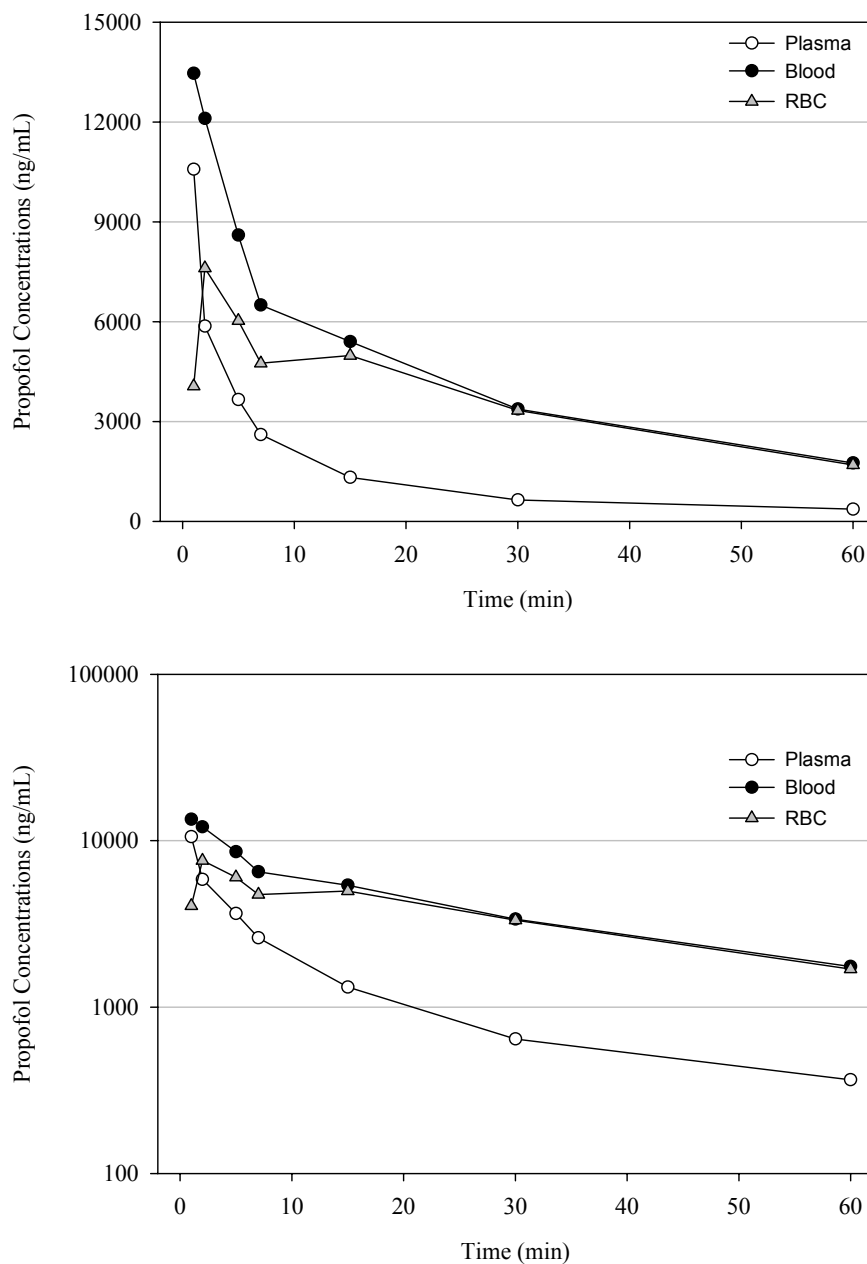 15000
12000
9000
6000
3000
0
Propofol Concentrations (ng/mL)
Plasma
Blood
RBC
0 10 20 30 40 50 60
Time (min)
100000
10000
1000
100
Propofol Concentrations (ng/mL)
Plasma
Blood
RBC
0 10 20 30 40 50 60
Time (min)